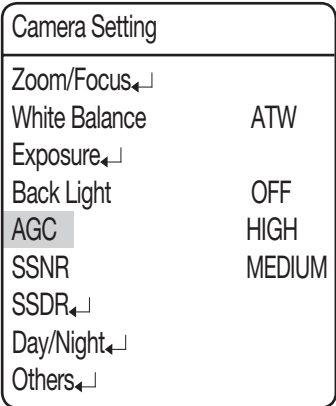 Camera Setting
Zoom/Focus↵
White Balance ATW
Exposure↵
Back Light OFF
AGC HIGH
SSNR MEDIUM
SSDR↵
Day/Night↵
Others↵